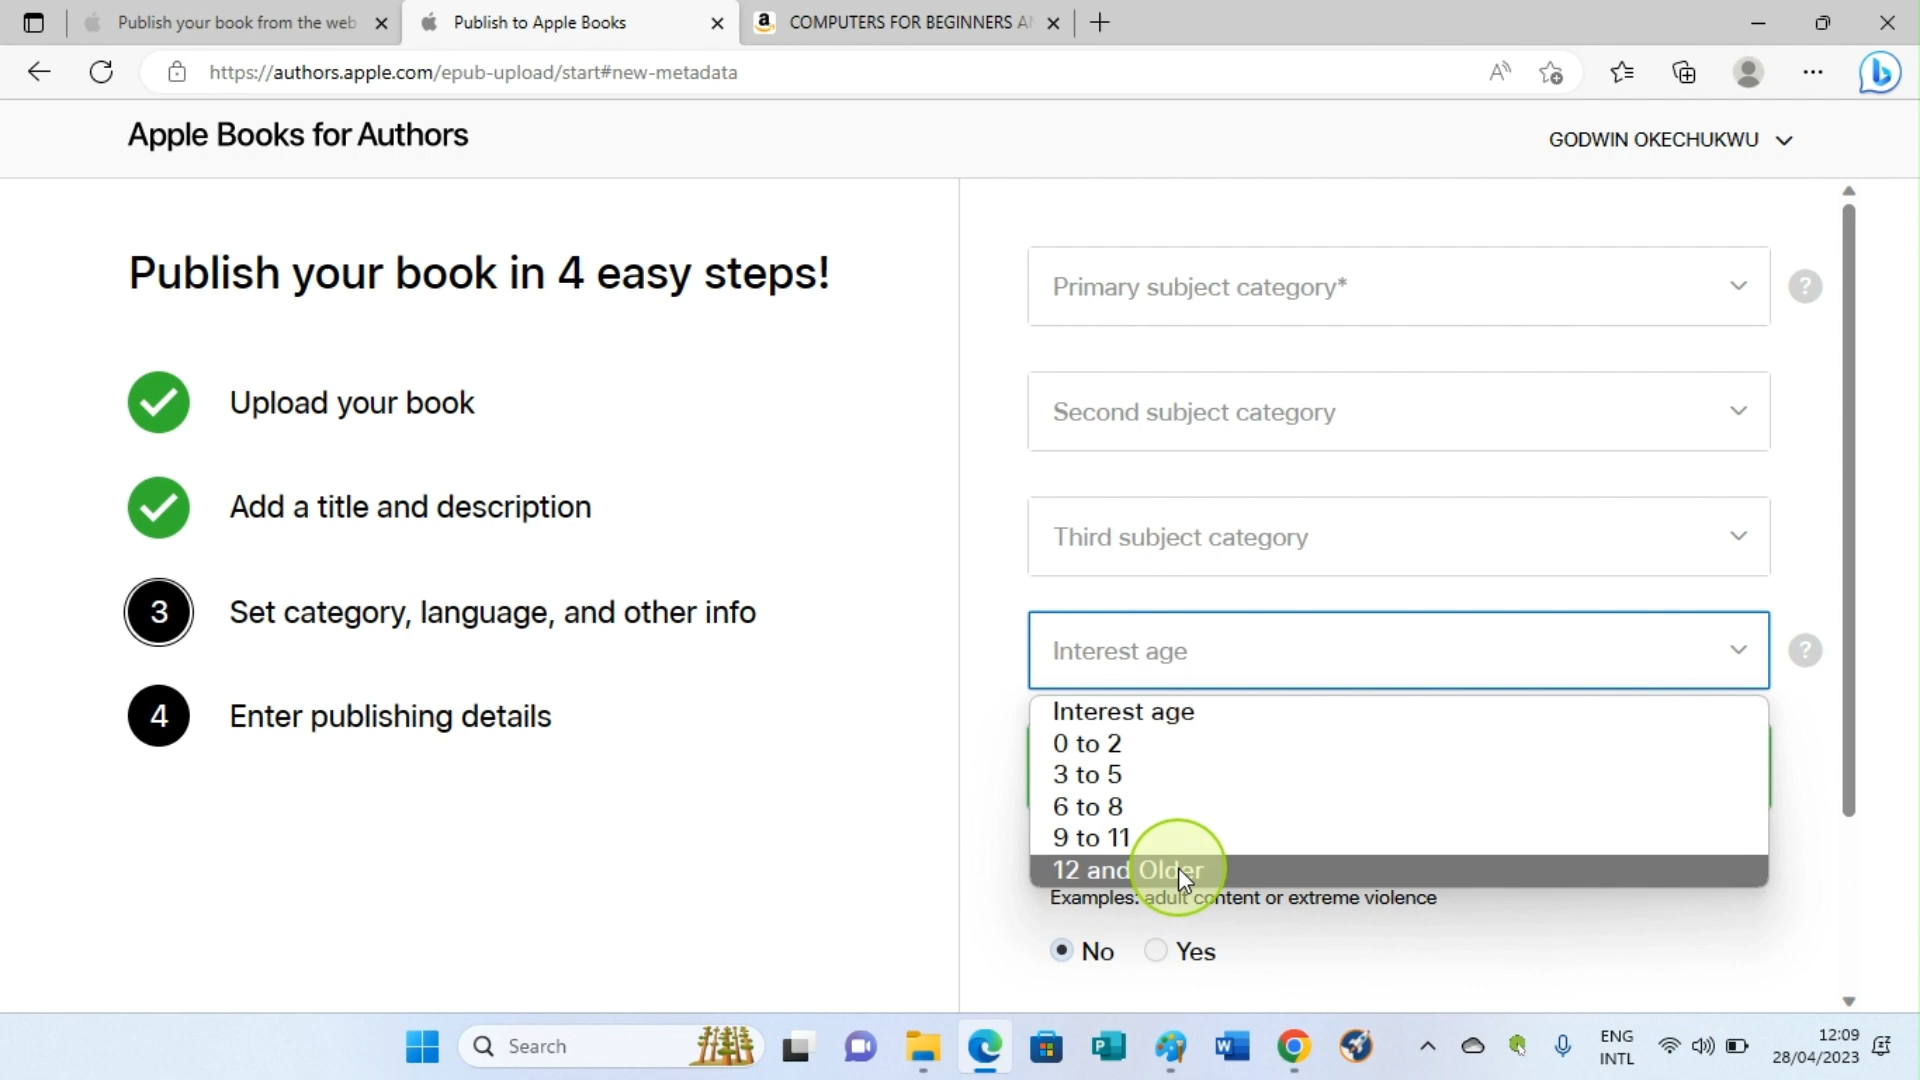 Publish your book from the web
Publish to Apple Books
COMPUTERS FOR BEGINNERS A
https://authors.apple.com/epub-upload/start#new-metadata
Apple Books for Authors
GODWIN OKECHUKWU
Publish your book in 4 easy steps!
Upload your book
Add a title and description
3 Set category, language, and other info
4 Enter publishing details
Primary subject category*
?
Second subject category
Third subject category
Interest age
?
Interest age
0 to 2
3 to 5
6 to 8
9 to 11
12 and Older
Examples: adult content or extreme violence
No Yes
Search
ENG
INTL
12:09
28/04/2023